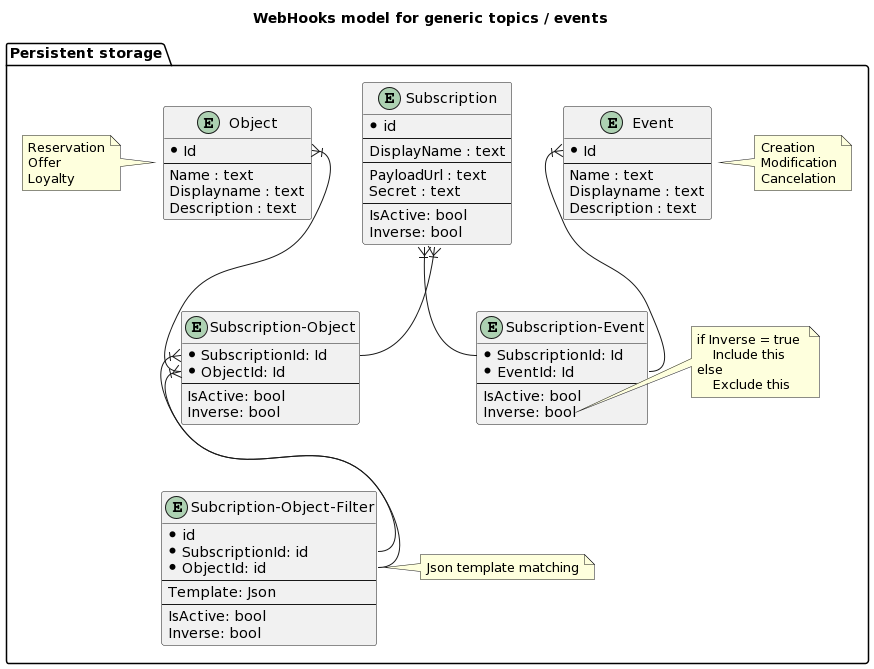 WebHooks model for generic topics / events
Persistent storage
Reservation
Offer
Loyalty
E Object
Id
Name : text
Displayname : text
Description : text
E Subscription
id
DisplayName : text
PayloadUrl : text
Secret : text
IsActive: bool
Inverse: bool
E Event
Id
Name : text
Displayname : text
Description : text
Creation
Modification
Cancelation
E Subscription-Object
SubscriptionId: Id
ObjectId: Id
IsActive: bool
Inverse: bool
E Subscription-Event
SubscriptionId: Id
EventId: Id
IsActive: bool
Inverse: bool
if Inverse = true
Include this
else
Exclude this
E Subcription-Object-Filter
id
SubscriptionId: id
ObjectId: id
Template: Json
IsActive: bool
Inverse: bool
Json template matching